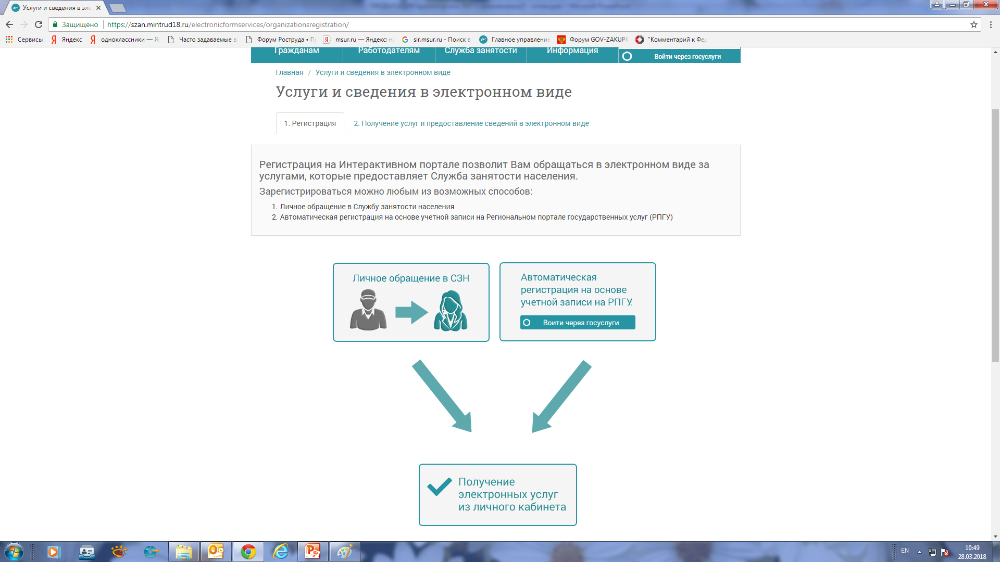 Услуги и сведения в эле
Защищено https://szan.mintrud18.ru/electronicformservices/organizationsregistration/
Сервисы Яндекс одноклассники — Ян Часто задаваемые во Форум Роструда • П msur.ru — Яндекс: на sir.msur.ru - Поиск в Главное управление Форум GOV-ZAKUPK "Комментарий к Фед
Гражданам Работодателям Служба занятости Информация Войти через госуслуги
Главная / Услуги и сведения в электронном виде
Услуги и сведения в электронном виде
1. Регистрация 2. Получение услуг и предоставление сведений в электронном виде
Регистрация на Интерактивном портале позволит Вам обращаться в электронном виде за
услугами, которые предоставляет Служба занятости населения.
Зарегистрироваться можно любым из возможных способов:
1. Личное обращение в Службу занятости населения
2. Автоматическая регистрация на основе учетной записи на Региональном портале государственных услуг (РПГУ)
Личное обращение в СЗН
Автоматическая
регистрация на основе
учетной записи на РПГУ.
Воити через госуслуги
Получение
электронных услуг
из личного кабинета
EN
10:49
28.03.2018